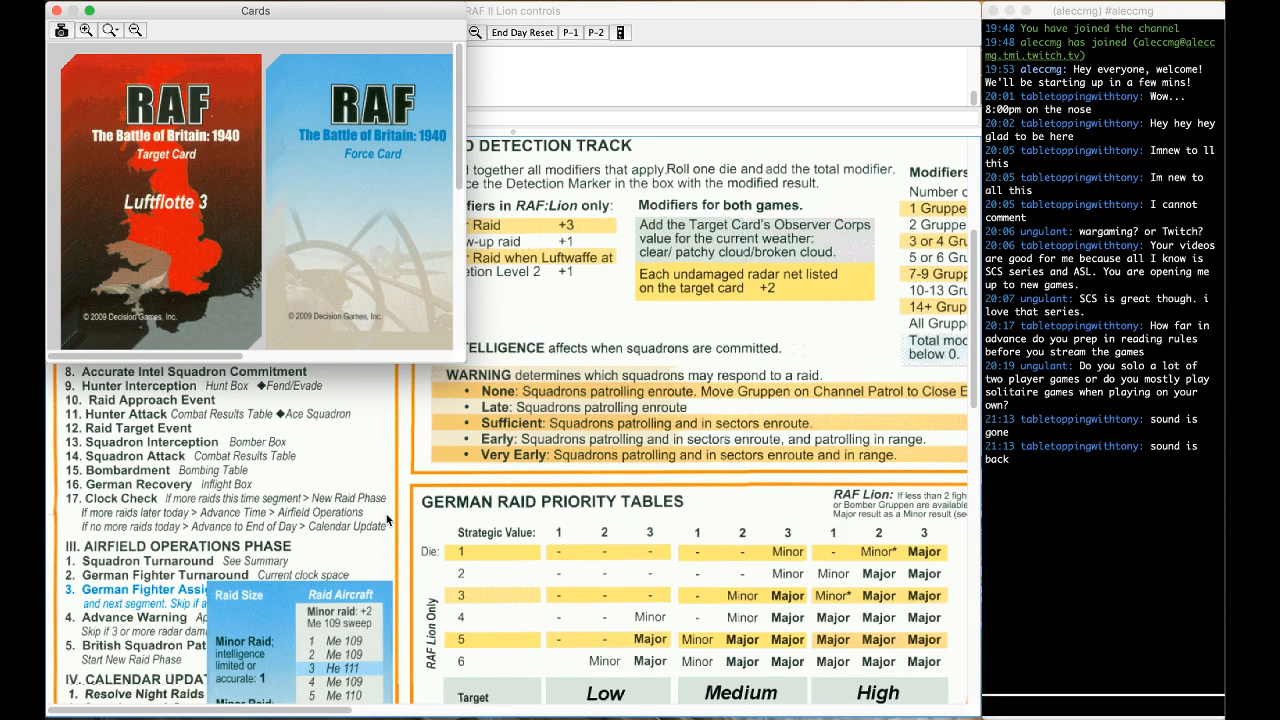 Cards
RAF II Lion controls
(aleccmg) #aleccmg
End Day Reset
P-1
P-2
RAF
The Battle of Britain: 1940
Target Card
Luftflotte 3
© 2009 Decision Games, Inc.
RAF
The Battle of Britain: 1940
Force Card
© 2009 Decision Games, Inc.
D DETECTION TRACK
together all modifiers that apply.Roll one die and add the total modifier.
ce the Detection Marker in the box with the modified result.
fiers in RAF:Lion only:
r Raid +3
w-up raid +1
r Raid when Luftwaffe at
ction Level 2 +1
Modifiers for both games.
Add the Target Card's Observer Corps
value for the current weather:
clear/ patchy cloud/broken cloud.
Each undamaged radar net listed
on the target card +2
Modifiers
Number o
1 Gruppe
2 Gruppe
3 or 4 Gru
5 or 6 Gru
7-9 Grupp
10-13 Gru
14+ Grup
All Gruppe
Total mod
below 0.
TELLIGENCE affects when squadrons are committed.
WARNING determines which squadrons may respond to a raid.
• None: Squadrons patrolling enroute. Move Gruppen on Channel Patrol to Close E
• Late: Squadrons patrolling enroute
• Sufficient: Squadrons patrolling and in sectors enroute.
• Early: Squadrons patrolling and in sectors enroute, and patrolling in range.
• Very Early: Squadrons patrolling and in sectors enroute and in range.
8. Accurate Intel Squadron Commitment
9. Hunter Interception Hunt Box ◆Fend/Evade
10. Raid Approach Event
11. Hunter Attack Combat Results Table ◆Ace Squadron
12. Raid Target Event
13. Squadron Interception Bomber Box
14. Squadron Attack Combat Results Table
15. Bombardment Bombing Table
16. German Recovery Inflight Box
17. Clock Check If more raids this time segment > New Raid Phase
If more raids later today > Advance Time > Airfield Operations
If no more raids today > Advance to End of Day > Calendar Update
III. AIRFIELD OPERATIONS PHASE
1. Squadron Turnaround See Summary
2. German Fighter Turnaround Current clock space
3. German Fighter Assig
and next segment. Skip if a
4. Advance Warning Ap
Skip if 3 or more radar dam
5. British Squadron Pat
Start New Raid Phase
IV. CALENDAR UPDAT
1. Resolve Night Raids
Raid Size Raid Aircraft
Minor raid: +2
Me 109 sweep
Minor Raid;
intelligence
limited or
accurate: 1
1 Me 109
2 Me 109
3 He 111
4 Me 109
5 Me 110
GERMAN RAID PRIORITY TABLES
RAF Lion: If less than 2 figh
or Bomber Gruppen are available
Major result as a Minor result (see
Strategic Value: 1 2 3 1 2 3 1 2 3
Die: 1 - - - - - Minor - Minor* Major
2 - - - - - Minor Minor Major Major
3 - - - - Minor Major Minor* Major Major
4 - - Minor - Minor Major Major Major Major
5 - - Major Minor Major Major Major Major Major
6 Minor Major Minor Major Major Major Major Major
RAF Lion Only
Target Low Medium High
19:48 You have joined the channel
19:48 aleccmg has joined (aleccmg@alecc
mg.tmi.twitch.tv)
19:53 aleccmg: Hey everyone, welcome!
We'll be starting up in a few mins!
20:01 tabletoppingwithtony: Wow...
8:00pm on the nose
20:02 tabletoppingwithtony: Hey hey hey
glad to be here
20:05 tabletoppingwithtony: Imnew to ll
this
20:05 tabletoppingwithtony: Im new to
all this
20:05 tabletoppingwithtony: I cannot
comment
20:06 ungulant: wargaming? or Twitch?
20:06 tabletoppingwithtony: Your videos
are good for me because all I know is
SCS series and ASL. You are opening me
up to new games.
20:07 ungulant: SCS is great though. i
love that series.
20:17 tabletoppingwithtony: How far in
advance do you prep in reading rules
before you stream the games
20:19 ungulant: Do you solo a lot of
two player games or do you mostly play
solitaire games when playing on your
own?
21:13 tabletoppingwithtony: sound is
gone
21:13 tabletoppingwithtony: sound is
back